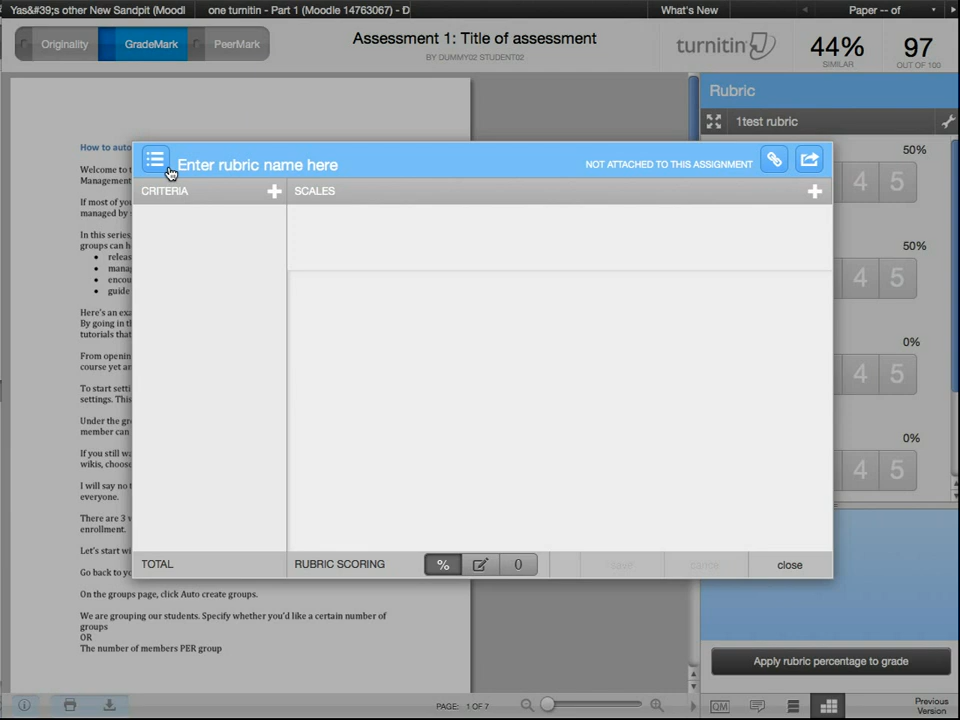 Yas&#39;s other New Sandpit (Moodl
one turnitin - Part 1 (Moodle 14763067) - D
What's New
Paper -- of
Originality
GradeMark
PeerMark
Assessment 1: Title of assessment
BY DUMMY02 STUDENT02
turnitin
44%
SIMILAR
97
OUT OF 100
Rubric
1test rubric
50%
4 5
50%
4 5
0%
4 5
0%
4 5
Apply rubric percentage to grade
Enter rubric name here
NOT ATTACHED TO THIS ASSIGNMENT
CRITERIA
SCALES
TOTAL
RUBRIC SCORING
%
0
save
cancel
close
How to auto
Welcome to t
Management
If most of yo
managed by
In this series,
groups can h
• releas
• mana
• encou
• guide
Here's an exa
By going in th
tutorials that
From openin
course yet ar
To start setti
settings. This
Under the gr
member can
If you still wa
wikis, choose
I will say no t
everyone.
There are 3 v
enrollment.
Let's start wi
Go back to yo
On the groups page, click Auto create groups.
We are grouping our students. Specify whether you'd like a certain number of
groups
OR
The number of members PER group
PAGE: 1 OF 7
QM
Previous
Version